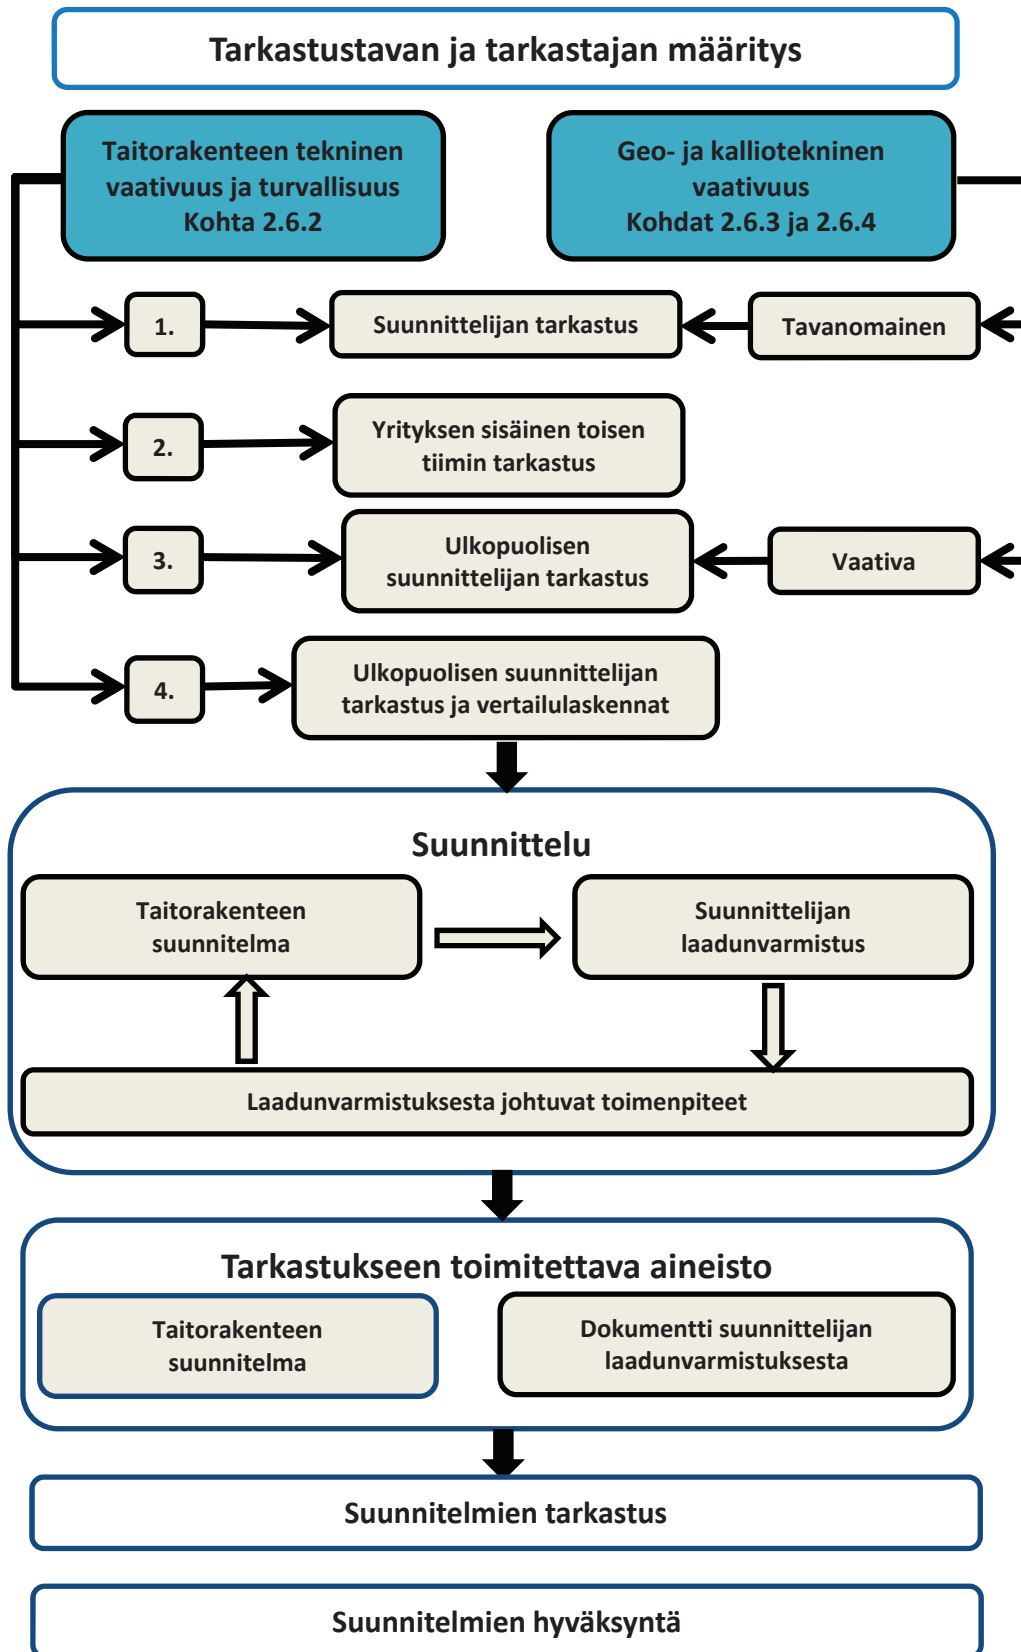 Tarkastustavan ja tarkastajan määritys
Taitorakenteen tekninen
vaativuus ja turvallisuus
Kohta 2.6.2
Geo- ja kalliotekninen
vaativuus
Kohdat 2.6.3 ja 2.6.4
1.
Suunnittelijan tarkastus
Tavanomainen
2.
Yrityksen sisäinen toisen
tiimin tarkastus
3.
Ulkopuolisen
suunnittelijan tarkastus
Vaativa
4.
Ulkopuolisen suunnittelijan
tarkastus ja vertailulaskennat
Suunnittelu
Taitorakenteen
suunnitelma
Suunnittelijan
laadunvarmistus
Laadunvarmistuksesta johtuvat toimenpiteet
Tarkastukseen toimitettava aineisto
Taitorakenteen
suunnitelma
Dokumentti suunnittelijan
laadunvarmistuksesta
Suunnitelmien tarkastus
Suunnitelmien hyväksyntä